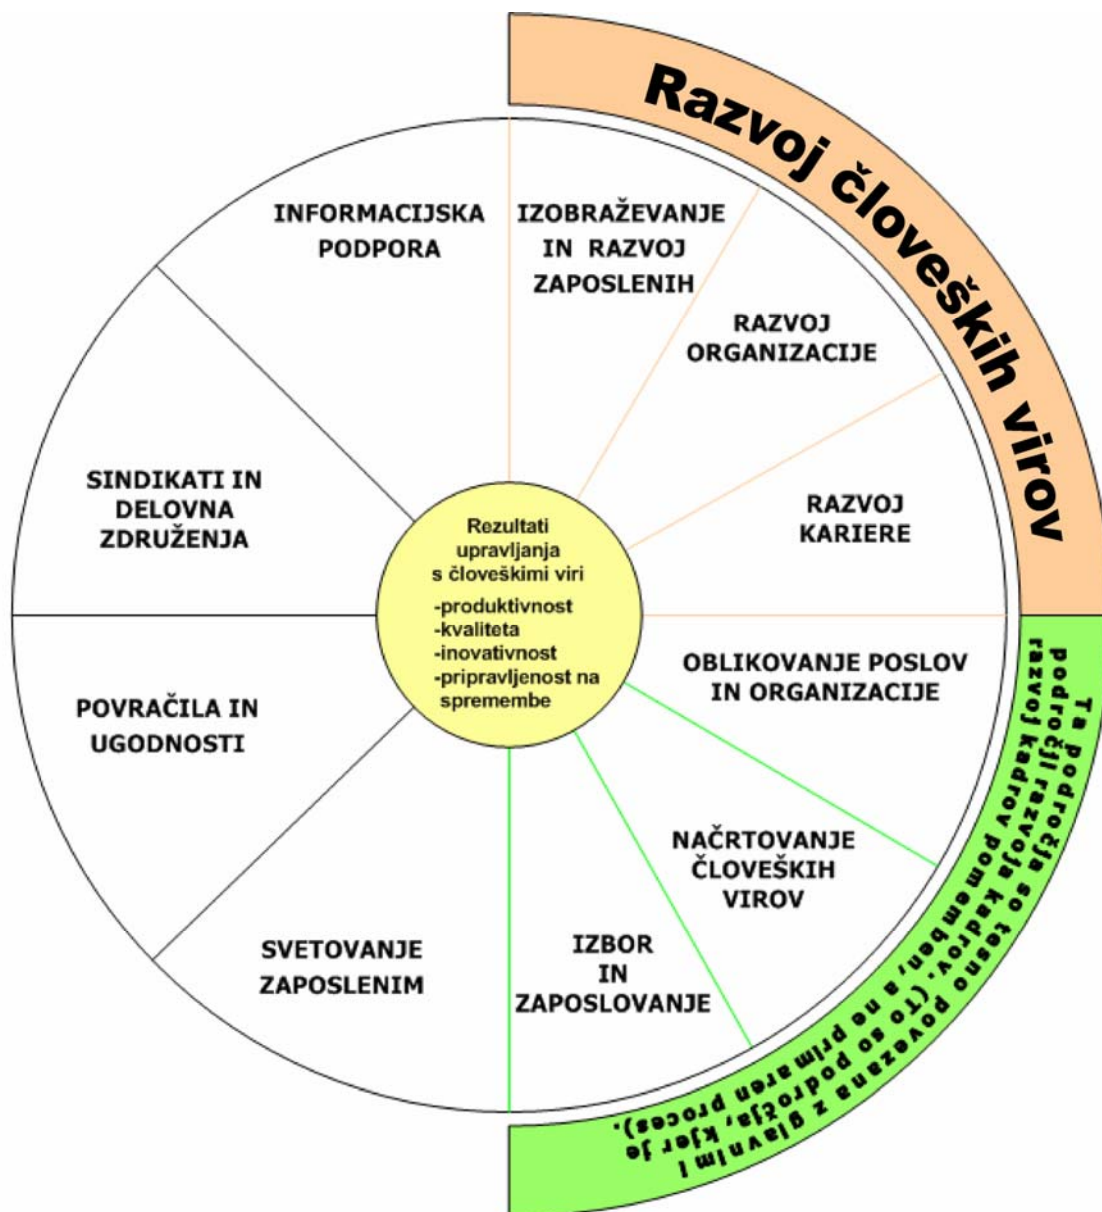 Razvoj človeških virov
INFORMACIJSKA
PODPORA
IZOBRAŽEVANJE
IN RAZVOJ
ZAPOSLENIH
RAZVOJ
ORGANIZACIJE
RAZVOJ
KARIERE
OBLIKOVANJE POSLOV
IN ORGANIZACIJE
NAČRTOVANJE
ČLOVEŠKIH
VIROV
IZBOR
IN
ZAPOSLOVANJE
SVETOVANJE
ZAPOSLENIM
POVRAČILA IN
UGODNOSTI
SINDIKATI IN
DELOVNA
ZDRUŽENJA
Rezultati
upravljanja
s človeškimi viri
-produktivnost
-kvaliteta
-inovativnost
-pripravljenost na
spremembe
Ta področja so tesno povezana z glavnimi
področji razvoja kadrov. (To so področja, kjer je
razvoj kadrov pomemben, a ne primaren proces).